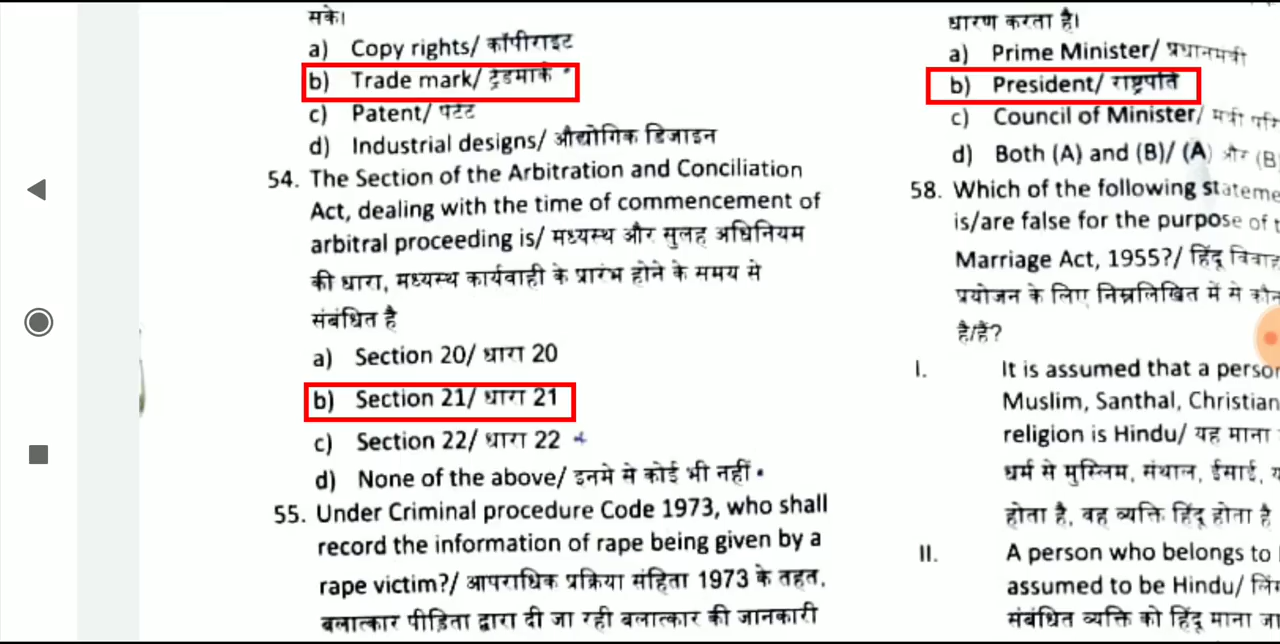 सके।
a) Copy rights/ कॉपीराइट
b) Trade mark/ ट्रेडमार्क
c) Patent/ पेटेंट
d) Industrial designs/ औद्योगिक डिजाइन
54. The Section of the Arbitration and Conciliation
Act, dealing with the time of commencement of
arbitral proceeding is/ मध्यस्थ और सुलह अधिनियम
की धारा, मध्यस्थ कार्यवाही के प्रारंभ होने के समय से
संबंधित है
a) Section 20/ धारा 20
b) Section 21/ धारा 21
c) Section 22/ धारा 22
d) None of the above/ इनमे से कोई भी नहीं
55. Under Criminal procedure Code 1973, who shall
record the information of rape being given by a
rape victim?/ आपराधिक प्रक्रिया संहिता 1973 के तहत,
बलात्कार पीड़िता द्वारा दी जा रही बलात्कार की जानकारी
धारण करता है।
a) Prime Minister/ प्रधानमंत्री
b) President/ राष्ट्रपति
c) Council of Minister/ मंत्री
d) Both (A) and (B)/ (A) और (B
58. Which of the following stateme
is/are false for the purpose of t
Marriage Act, 1955?/ हिंदू विवाह
प्रयोजन के लिए निम्नलिखित में से कौन
है/हैं?
I. It is assumed that a person
Muslim, Santhal, Christian
religion is Hindu/ यह माना
धर्म से मुस्लिम, संथाल, ईसाई,
होता है, वह व्यक्ति हिंदू होता है
II. A person who belongs to
assumed to be Hindu/
संबंधित व्यक्ति को हिंदू माना जा